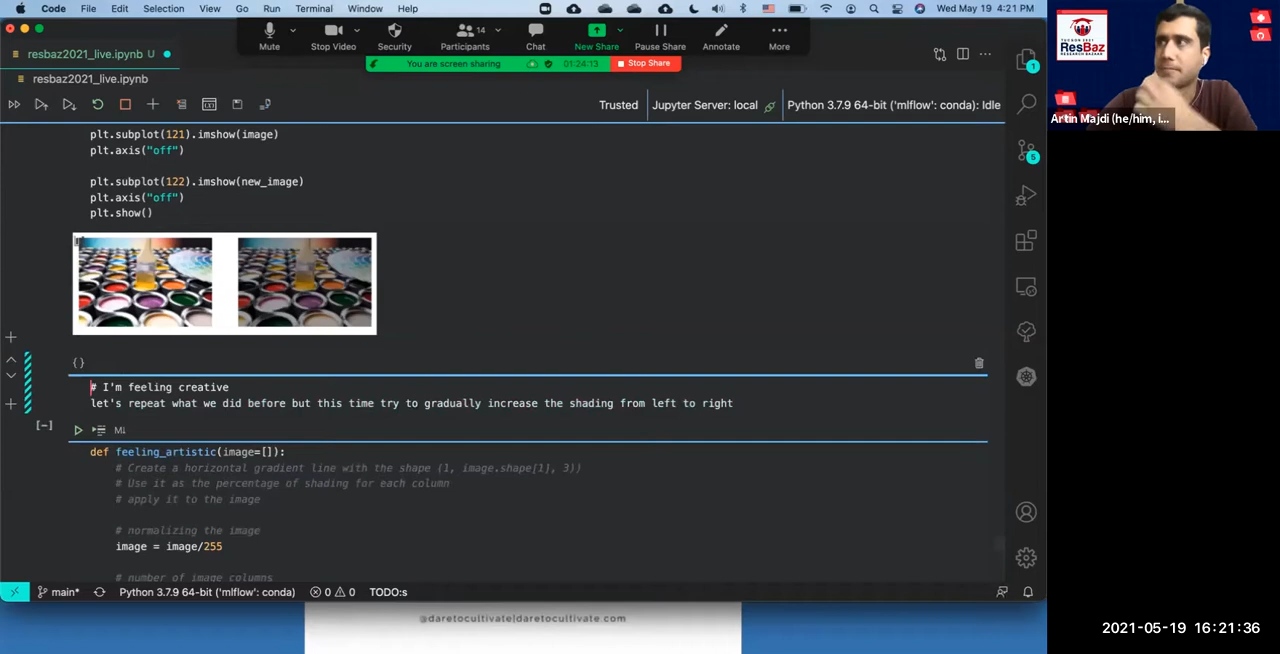 Code File Edit Selection View Go Run Terminal Window Help Wed May 19 4:21 PM
Mute Stop Video Security Participants 14 Chat New Share Pause Share Annotate More
You are screen sharing 01:24:13 Stop Share
resbaz2021_live.ipynb U
resbaz2021_live.ipynb
Trusted Jupyter Server: local Python 3.7.9 64-bit ('mlflow': conda): Idle
plt.subplot(121).imshow(image)
plt.axis("off")
plt.subplot(122).imshow(new_image)
plt.axis("off")
plt.show()
{}
# I'm feeling creative
let's repeat what we did before but this time try to gradually increase the shading from left to right
[-]
M↓
def feeling_artistic(image=[]):
# Create a horizontal gradient line with the shape (1, image.shape[1], 3))
# Use it as the percentage of shading for each column
# apply it to the image
# normalizing the image
image = image/255
# number of image columns
main* Python 3.7.9 64-bit ('mlflow': conda) 0 0 TODO:s
@daretocultivate|daretocultivate.com
1
5
TUCSON 2021
ResBaz
RESEARCH BAZAAR
Artin Majdi (he/him, i...
2021-05-19 16:21:36